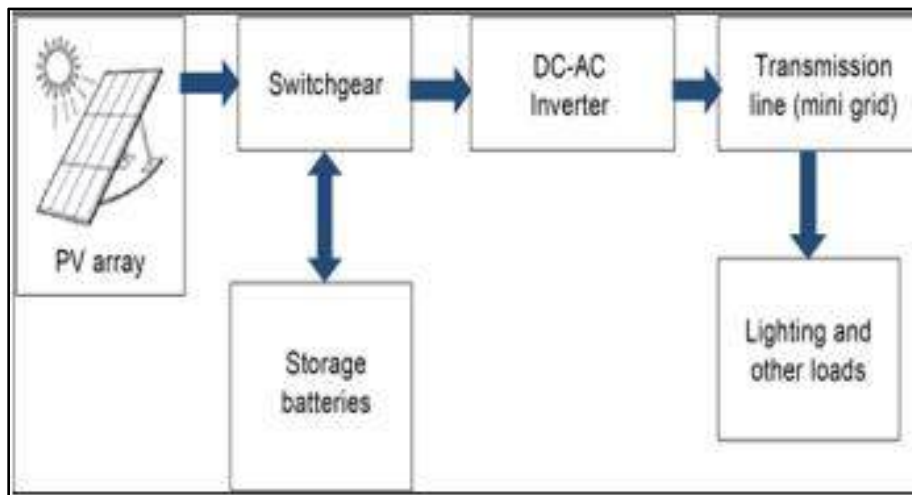 PV array
Switchgear
DC-AC
Inverter
Transmission
line (mini grid)
Storage
batteries
Lighting and
other loads